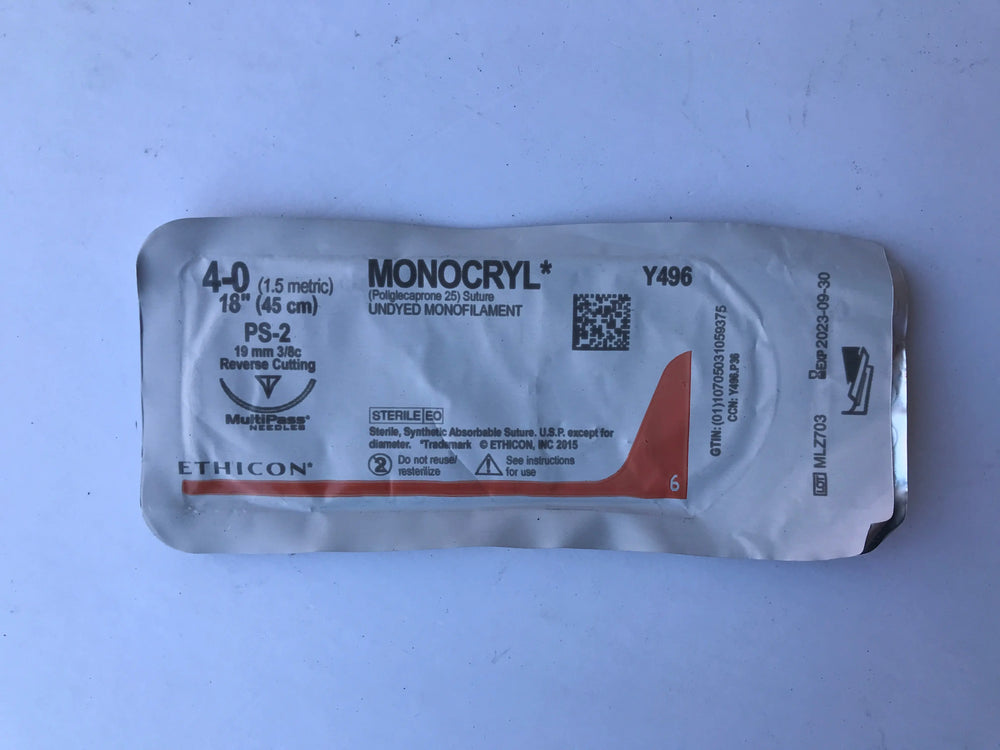 4-0 (1.5 metric)
18" (45 cm)
PS-2
19 mm 3/8c
Reverse Cutting
MultiPass®
NEEDLES
ETHICON®
MONOCRYL*
(Poliglecaprone 25) Suture
UNDYED MONOFILAMENT
Y496
STERILE EO
Sterile, Synthetic Absorbable Suture. U.S.P. except for
diameter. *Trademark © ETHICON, INC 2015
2 Do not reuse/
resterilize
See instructions
for use
6
GTIN: (01)10705031059375
CCN: Y496.P36
LOT MLZ703
EXP 2023-09-30